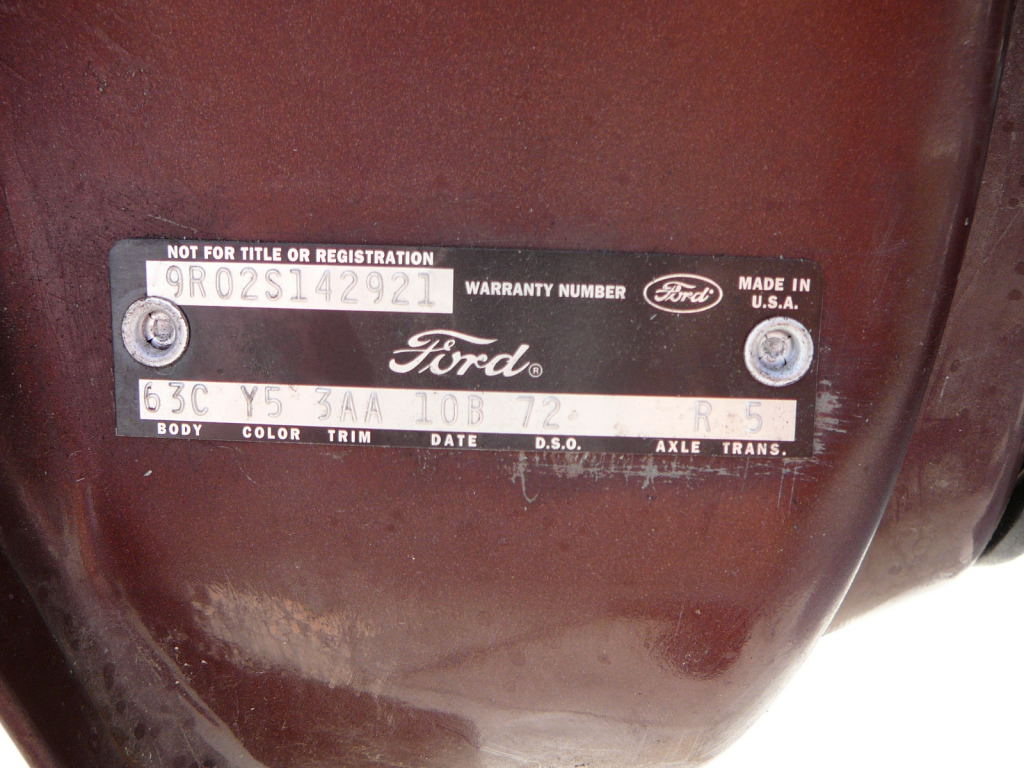 NOT FOR TITLE OR REGISTRATION
9R02S142921 WARRANTY NUMBER Ford MADE IN U.S.A.
Ford®
63C Y5 3AA 10B 72 R 5
BODY COLOR TRIM DATE D.S.O. AXLE TRANS.